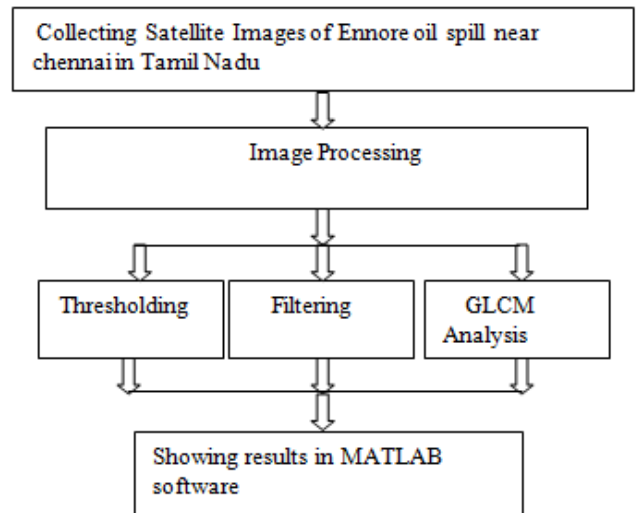 Collecting Satellite Images of Ennore oil spill near
chennai in Tamil Nadu
Image Processing
Thresholding
Filtering
GLCM
Analysis
Showing results in MATLAB
software